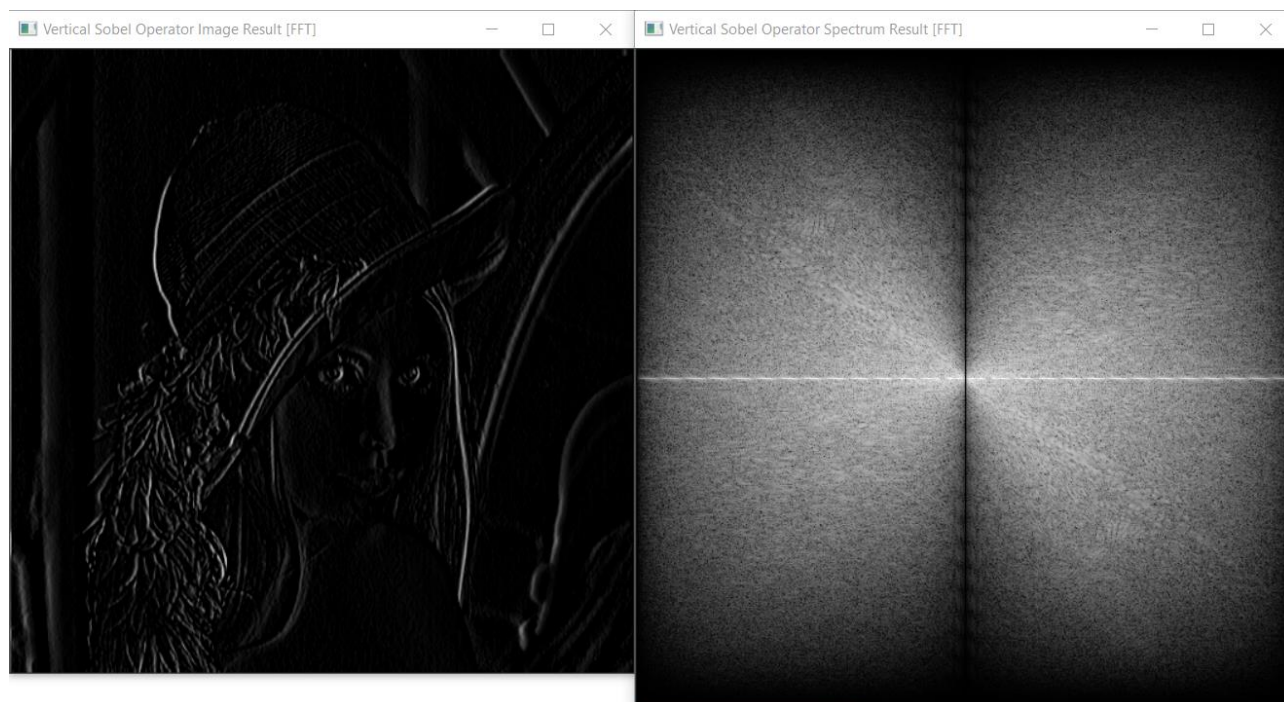 Vertical Sobel Operator Image Result [FFT]
Vertical Sobel Operator Spectrum Result [FFT]